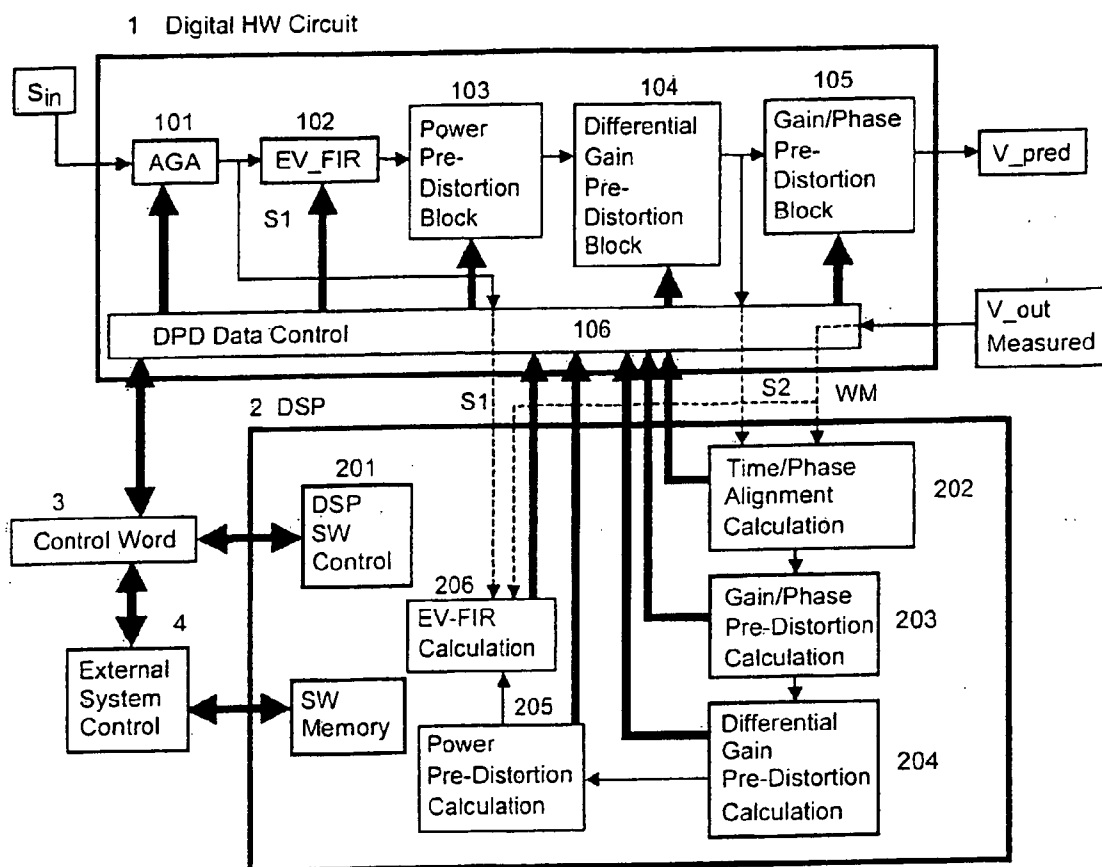 1 Digital HW Circuit
Sin
101
AGA
102
EV_FIR
103
Power
Pre-
Distortion
Block
104
Differential
Gain
Pre-
Distortion
Block
105
Gain/Phase
Pre-
Distortion
Block
V_pred
S1
DPD Data Control
106
V_out
Measured
S1
S2
WM
2 DSP
3
Control Word
201
DSP
SW
Control
Time/Phase
Alignment
Calculation
202
206
EV-FIR
Calculation
Gain/Phase
Pre-Distortion
Calculation
203
4
External
System
Control
SW
Memory
205
Power
Pre-Distortion
Calculation
Differential
Gain
Pre-Distortion
Calculation
204